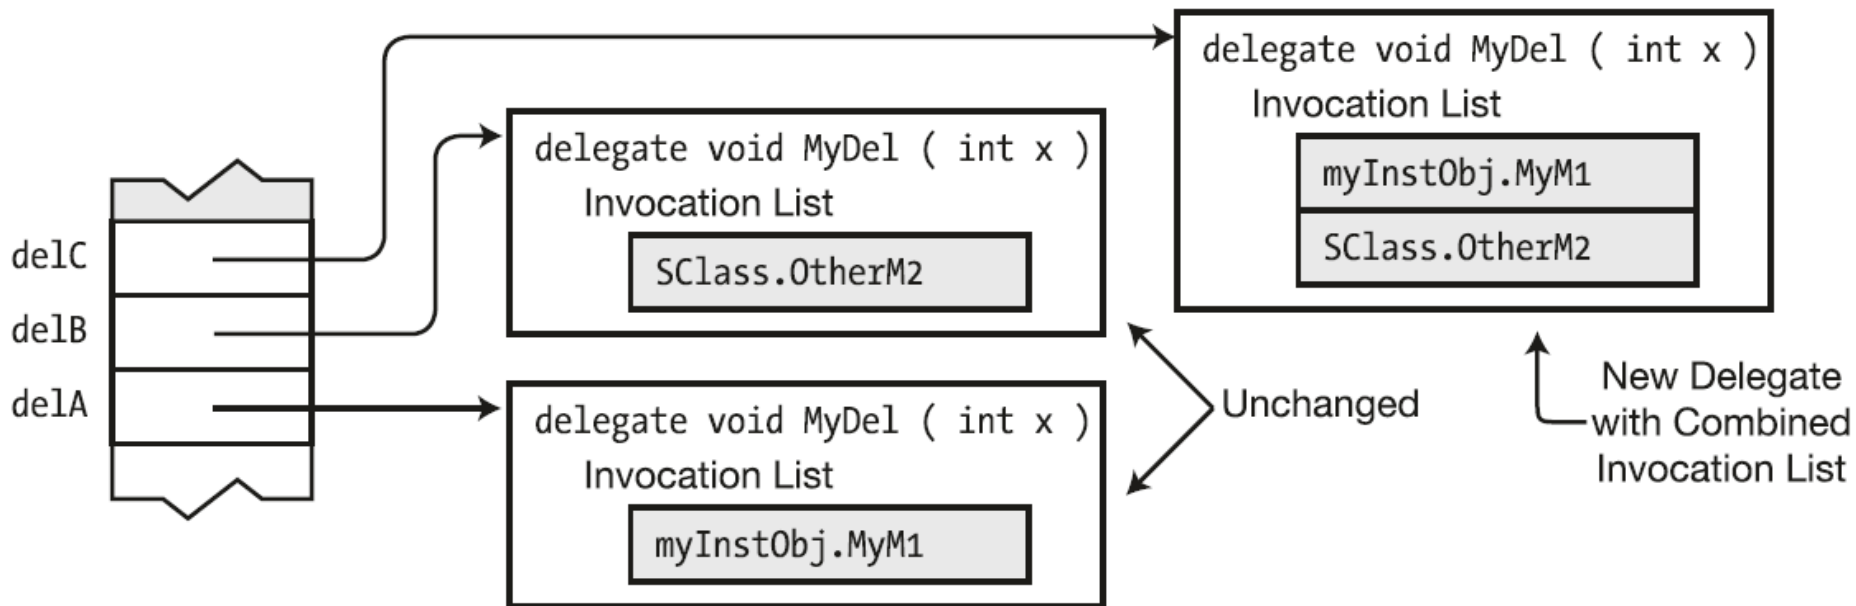 delegate void MyDel ( int x )
Invocation List
myInstObj.MyM1
SClass.OtherM2
delegate void MyDel ( int x )
Invocation List
SClass.OtherM2
delC
delB
delA
delegate void MyDel ( int x )
Invocation List
myInstObj.MyM1
Unchanged
New Delegate
with Combined
Invocation List